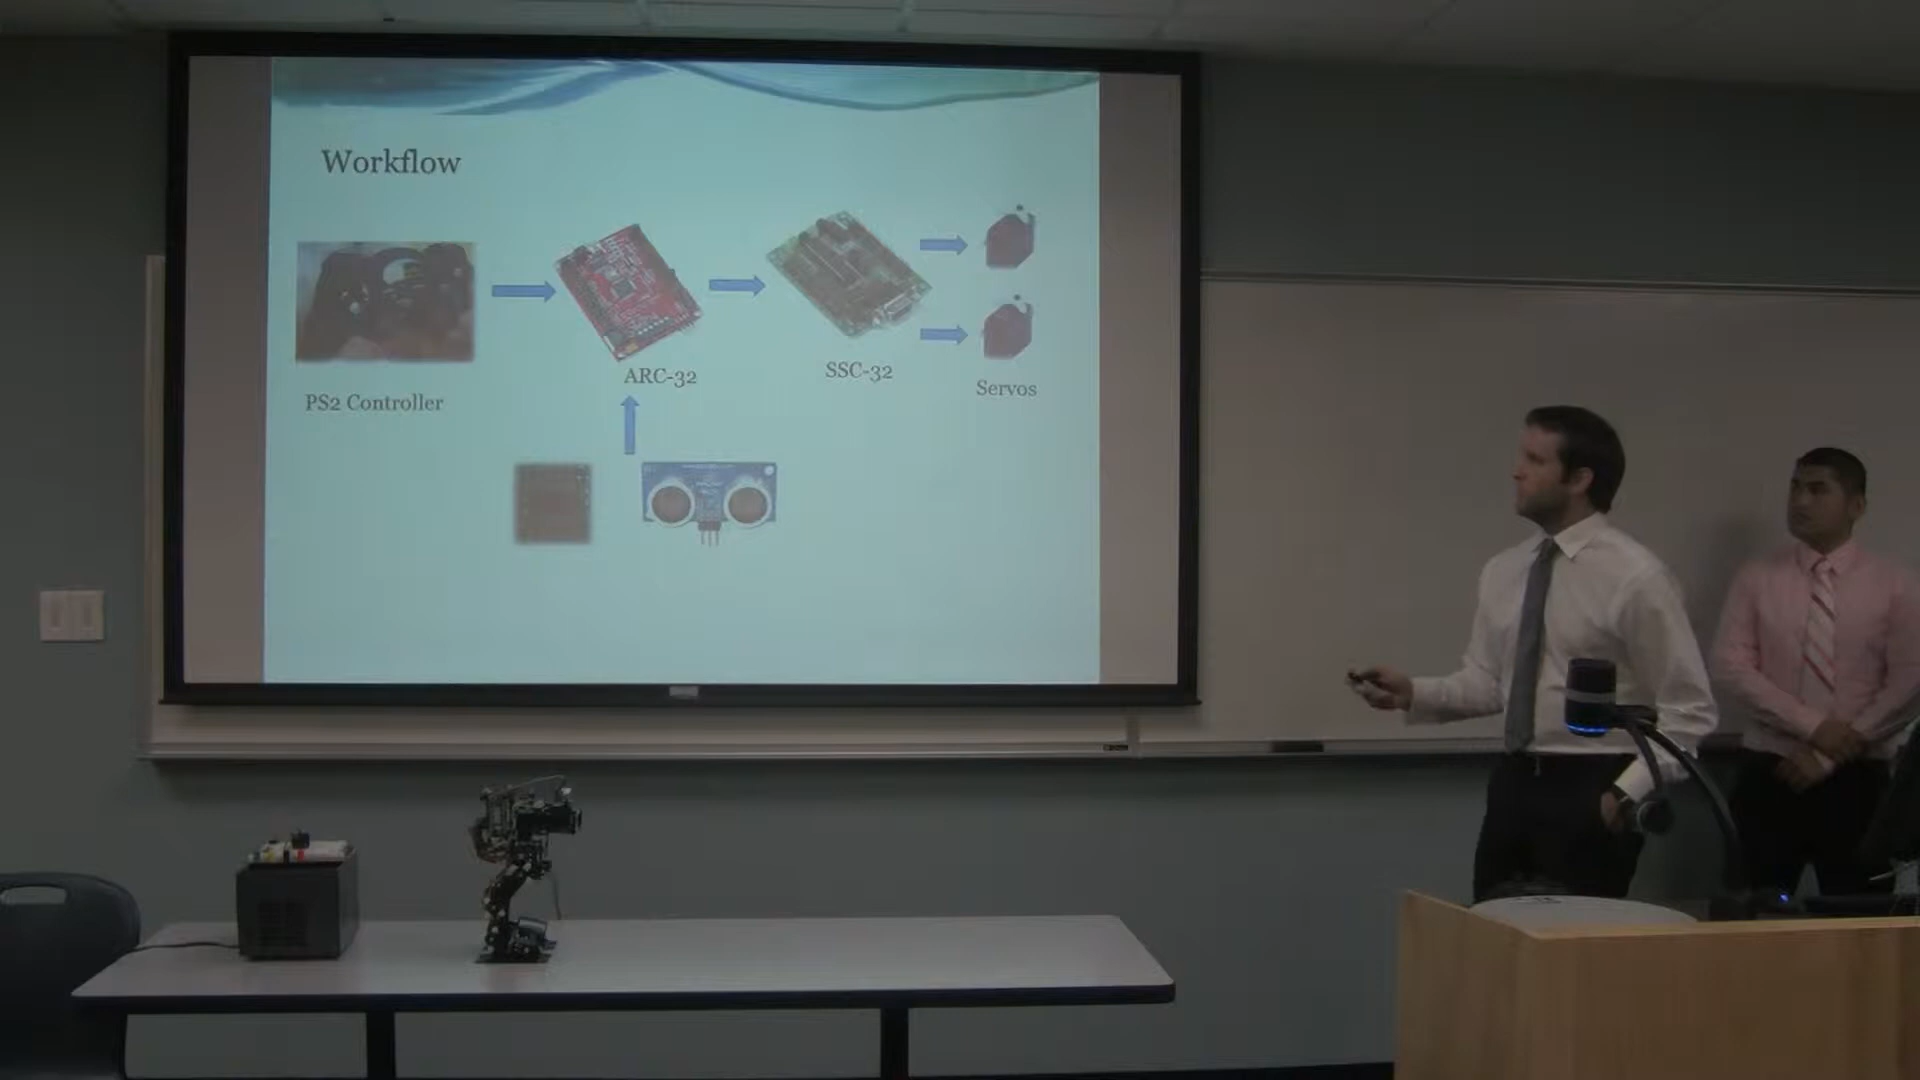 Workflow
PS2 Controller
ARC-32
SSC-32
Servos